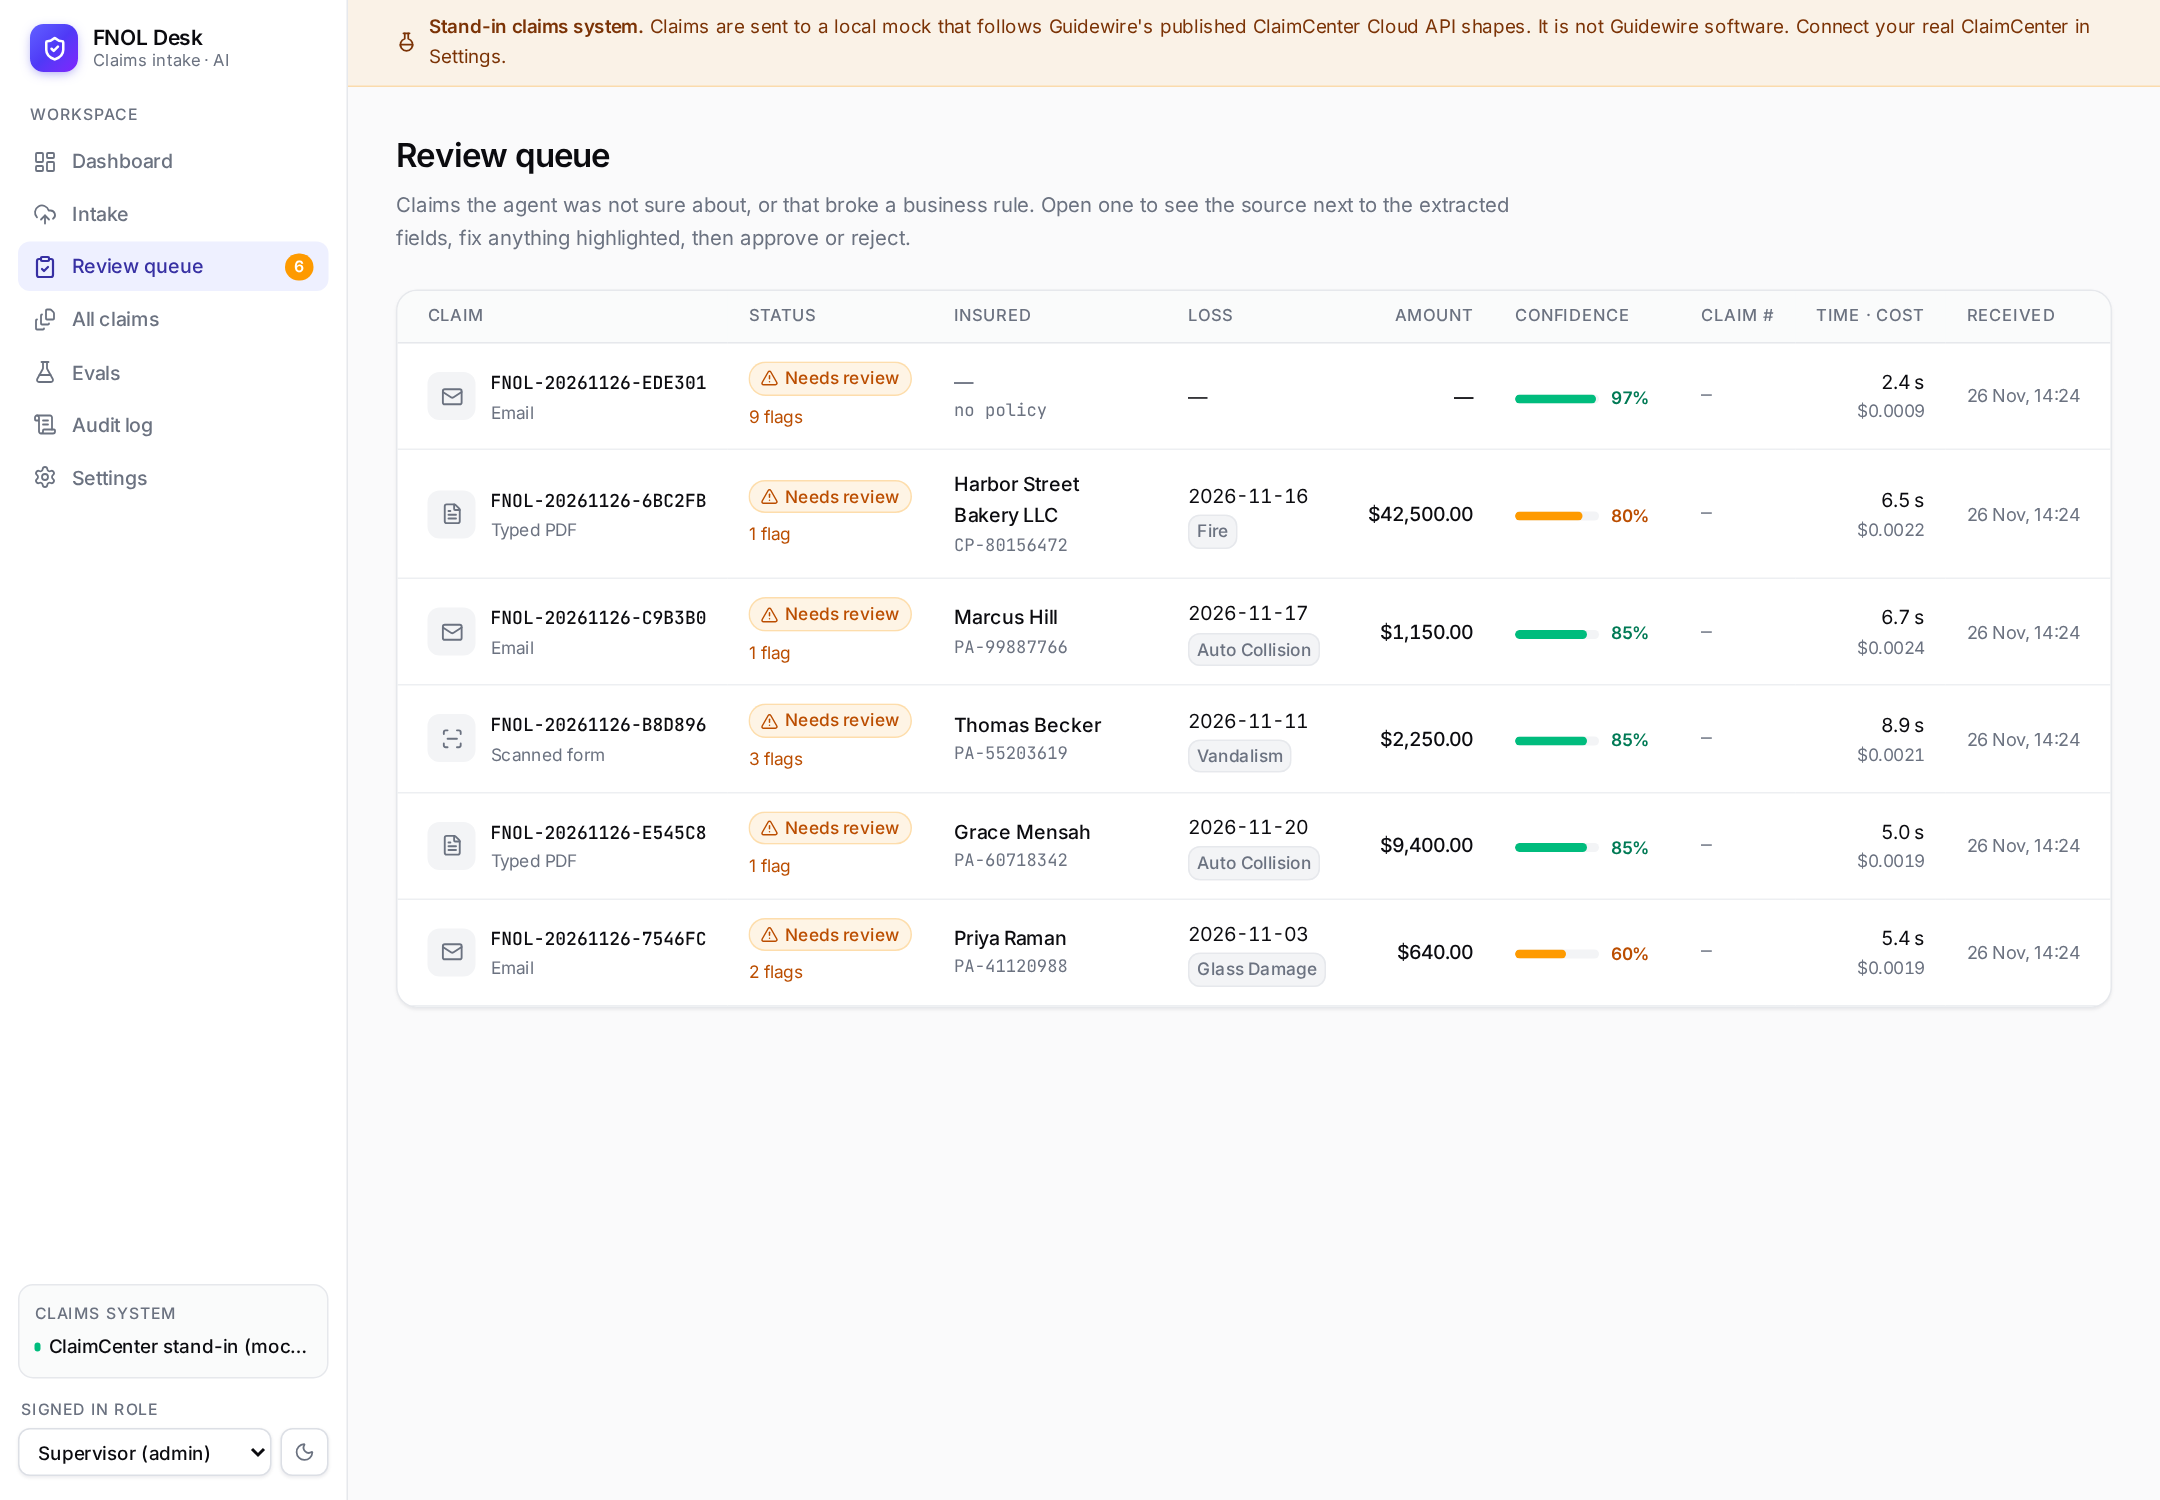 FNOL Desk
Claims intake · AI
WORKSPACE
Dashboard
Intake
Review queue 6
All claims
Evals
Audit log
Settings
CLAIMS SYSTEM
ClaimCenter stand-in (moc...
SIGNED IN ROLE
Supervisor (admin)
Stand-in claims system. Claims are sent to a local mock that follows Guidewire's published ClaimCenter Cloud API shapes. It is not Guidewire software. Connect your real ClaimCenter in
Settings.
Review queue
Claims the agent was not sure about, or that broke a business rule. Open one to see the source next to the extracted
fields, fix anything highlighted, then approve or reject.
CLAIM STATUS INSURED LOSS AMOUNT CONFIDENCE CLAIM # TIME · COST RECEIVED
FNOL-20261126-EDE301 Needs review — — — 97% — 2.4 s 26 Nov, 14:24
Email 9 flags no policy $0.0009
FNOL-20261126-6BC2FB Needs review Harbor Street 2026-11-16 $42,500.00 80% — 6.5 s 26 Nov, 14:24
Bakery LLC
Typed PDF 1 flag CP-80156472 Fire $0.0022
FNOL-20261126-C9B3B0 Needs review Marcus Hill 2026-11-17 $1,150.00 85% — 6.7 s 26 Nov, 14:24
Email 1 flag PA-99887766 Auto Collision $0.0024
FNOL-20261126-B8D896 Needs review Thomas Becker 2026-11-11 $2,250.00 85% — 8.9 s 26 Nov, 14:24
Scanned form 3 flags PA-55203619 Vandalism $0.0021
FNOL-20261126-E545C8 Needs review Grace Mensah 2026-11-20 $9,400.00 85% — 5.0 s 26 Nov, 14:24
Typed PDF 1 flag PA-60718342 Auto Collision $0.0019
FNOL-20261126-7546FC Needs review Priya Raman 2026-11-03 $640.00 60% — 5.4 s 26 Nov, 14:24
Email 2 flags PA-41120988 Glass Damage $0.0019